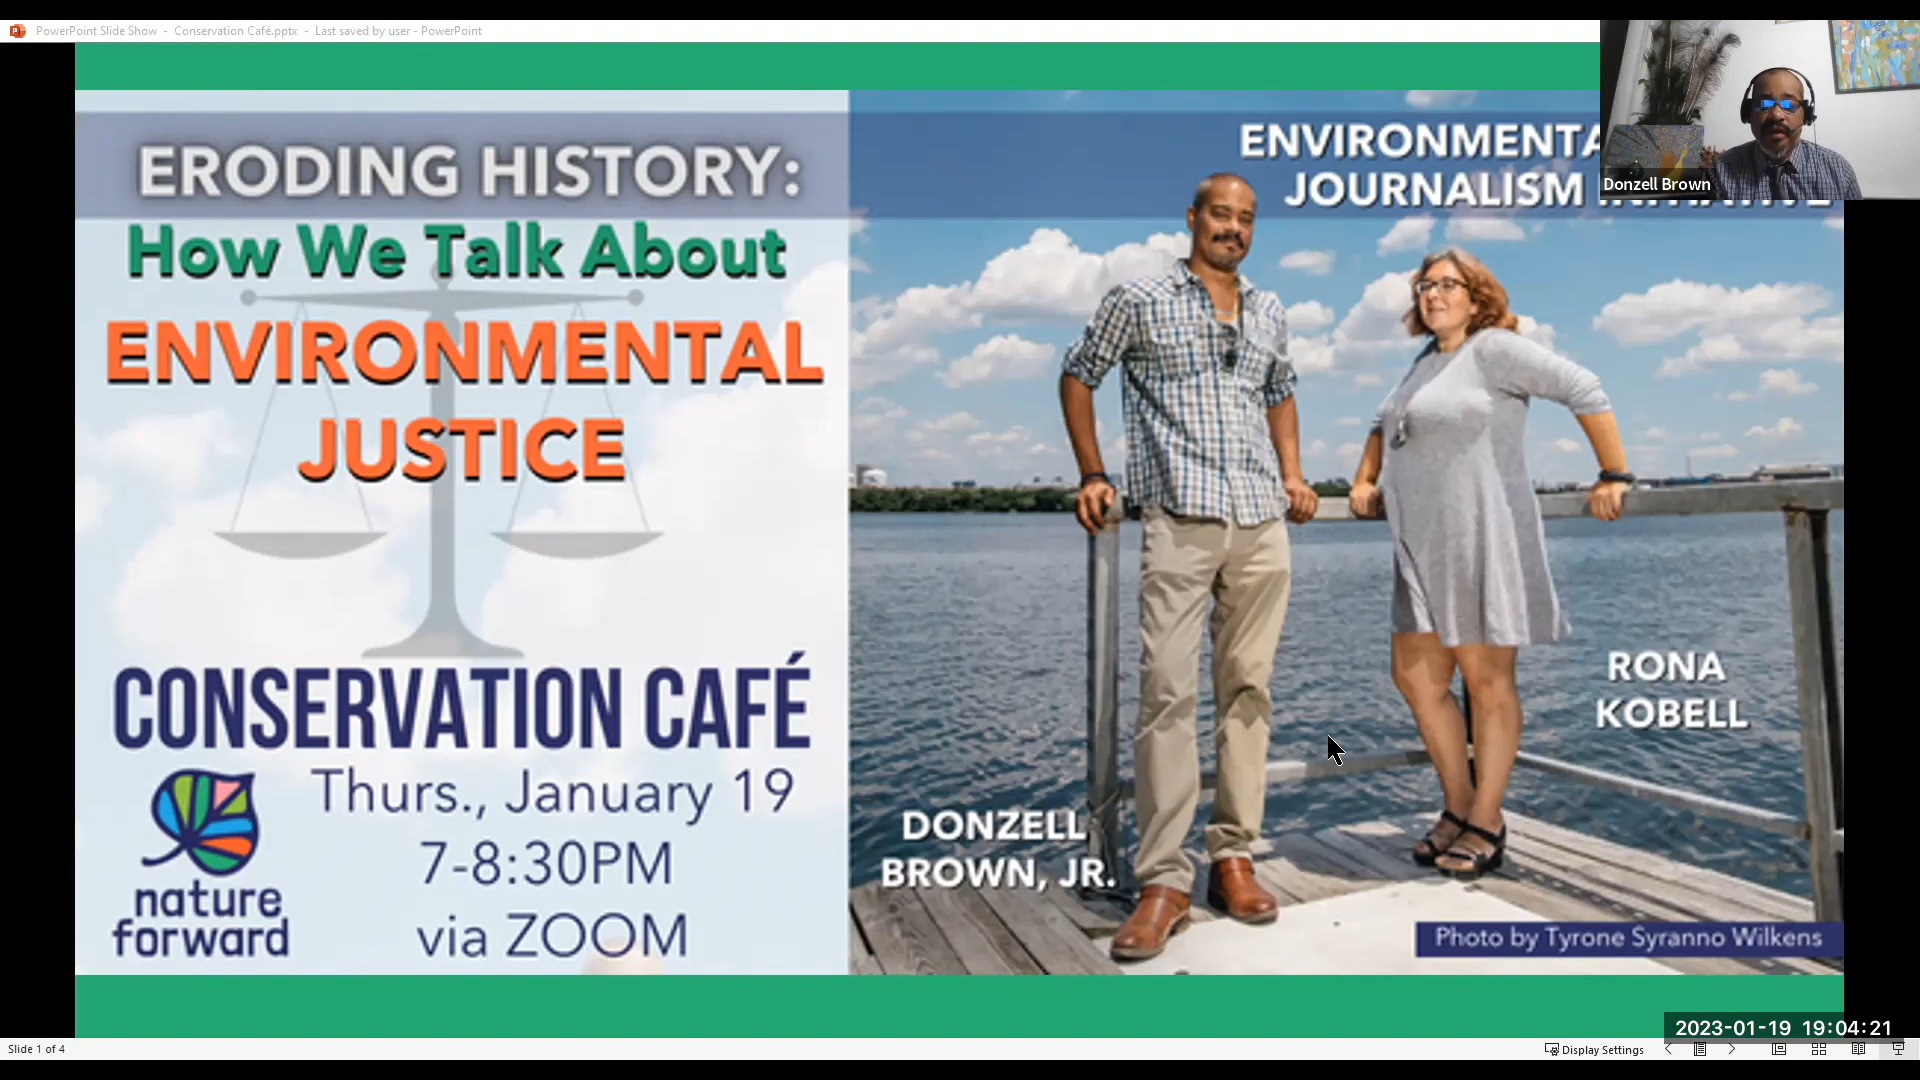 PowerPoint Slide Show - Conservation Café.pptx - Last saved by user - PowerPoint
ERODING HISTORY:
How We Talk About
ENVIRONMENTAL
JUSTICE
CONSERVATION CAFÉ
Thurs., January 19
7-8:30PM
via ZOOM
nature
forward
ENVIRONMENTA
JOURNALISM
Donzell Brown
RONA
KOBELL
DONZELL
BROWN, JR.
Photo by Tyrone Syranno Wilkens
2023-01-19 19:04:21
Slide 1 of 4
Display Settings